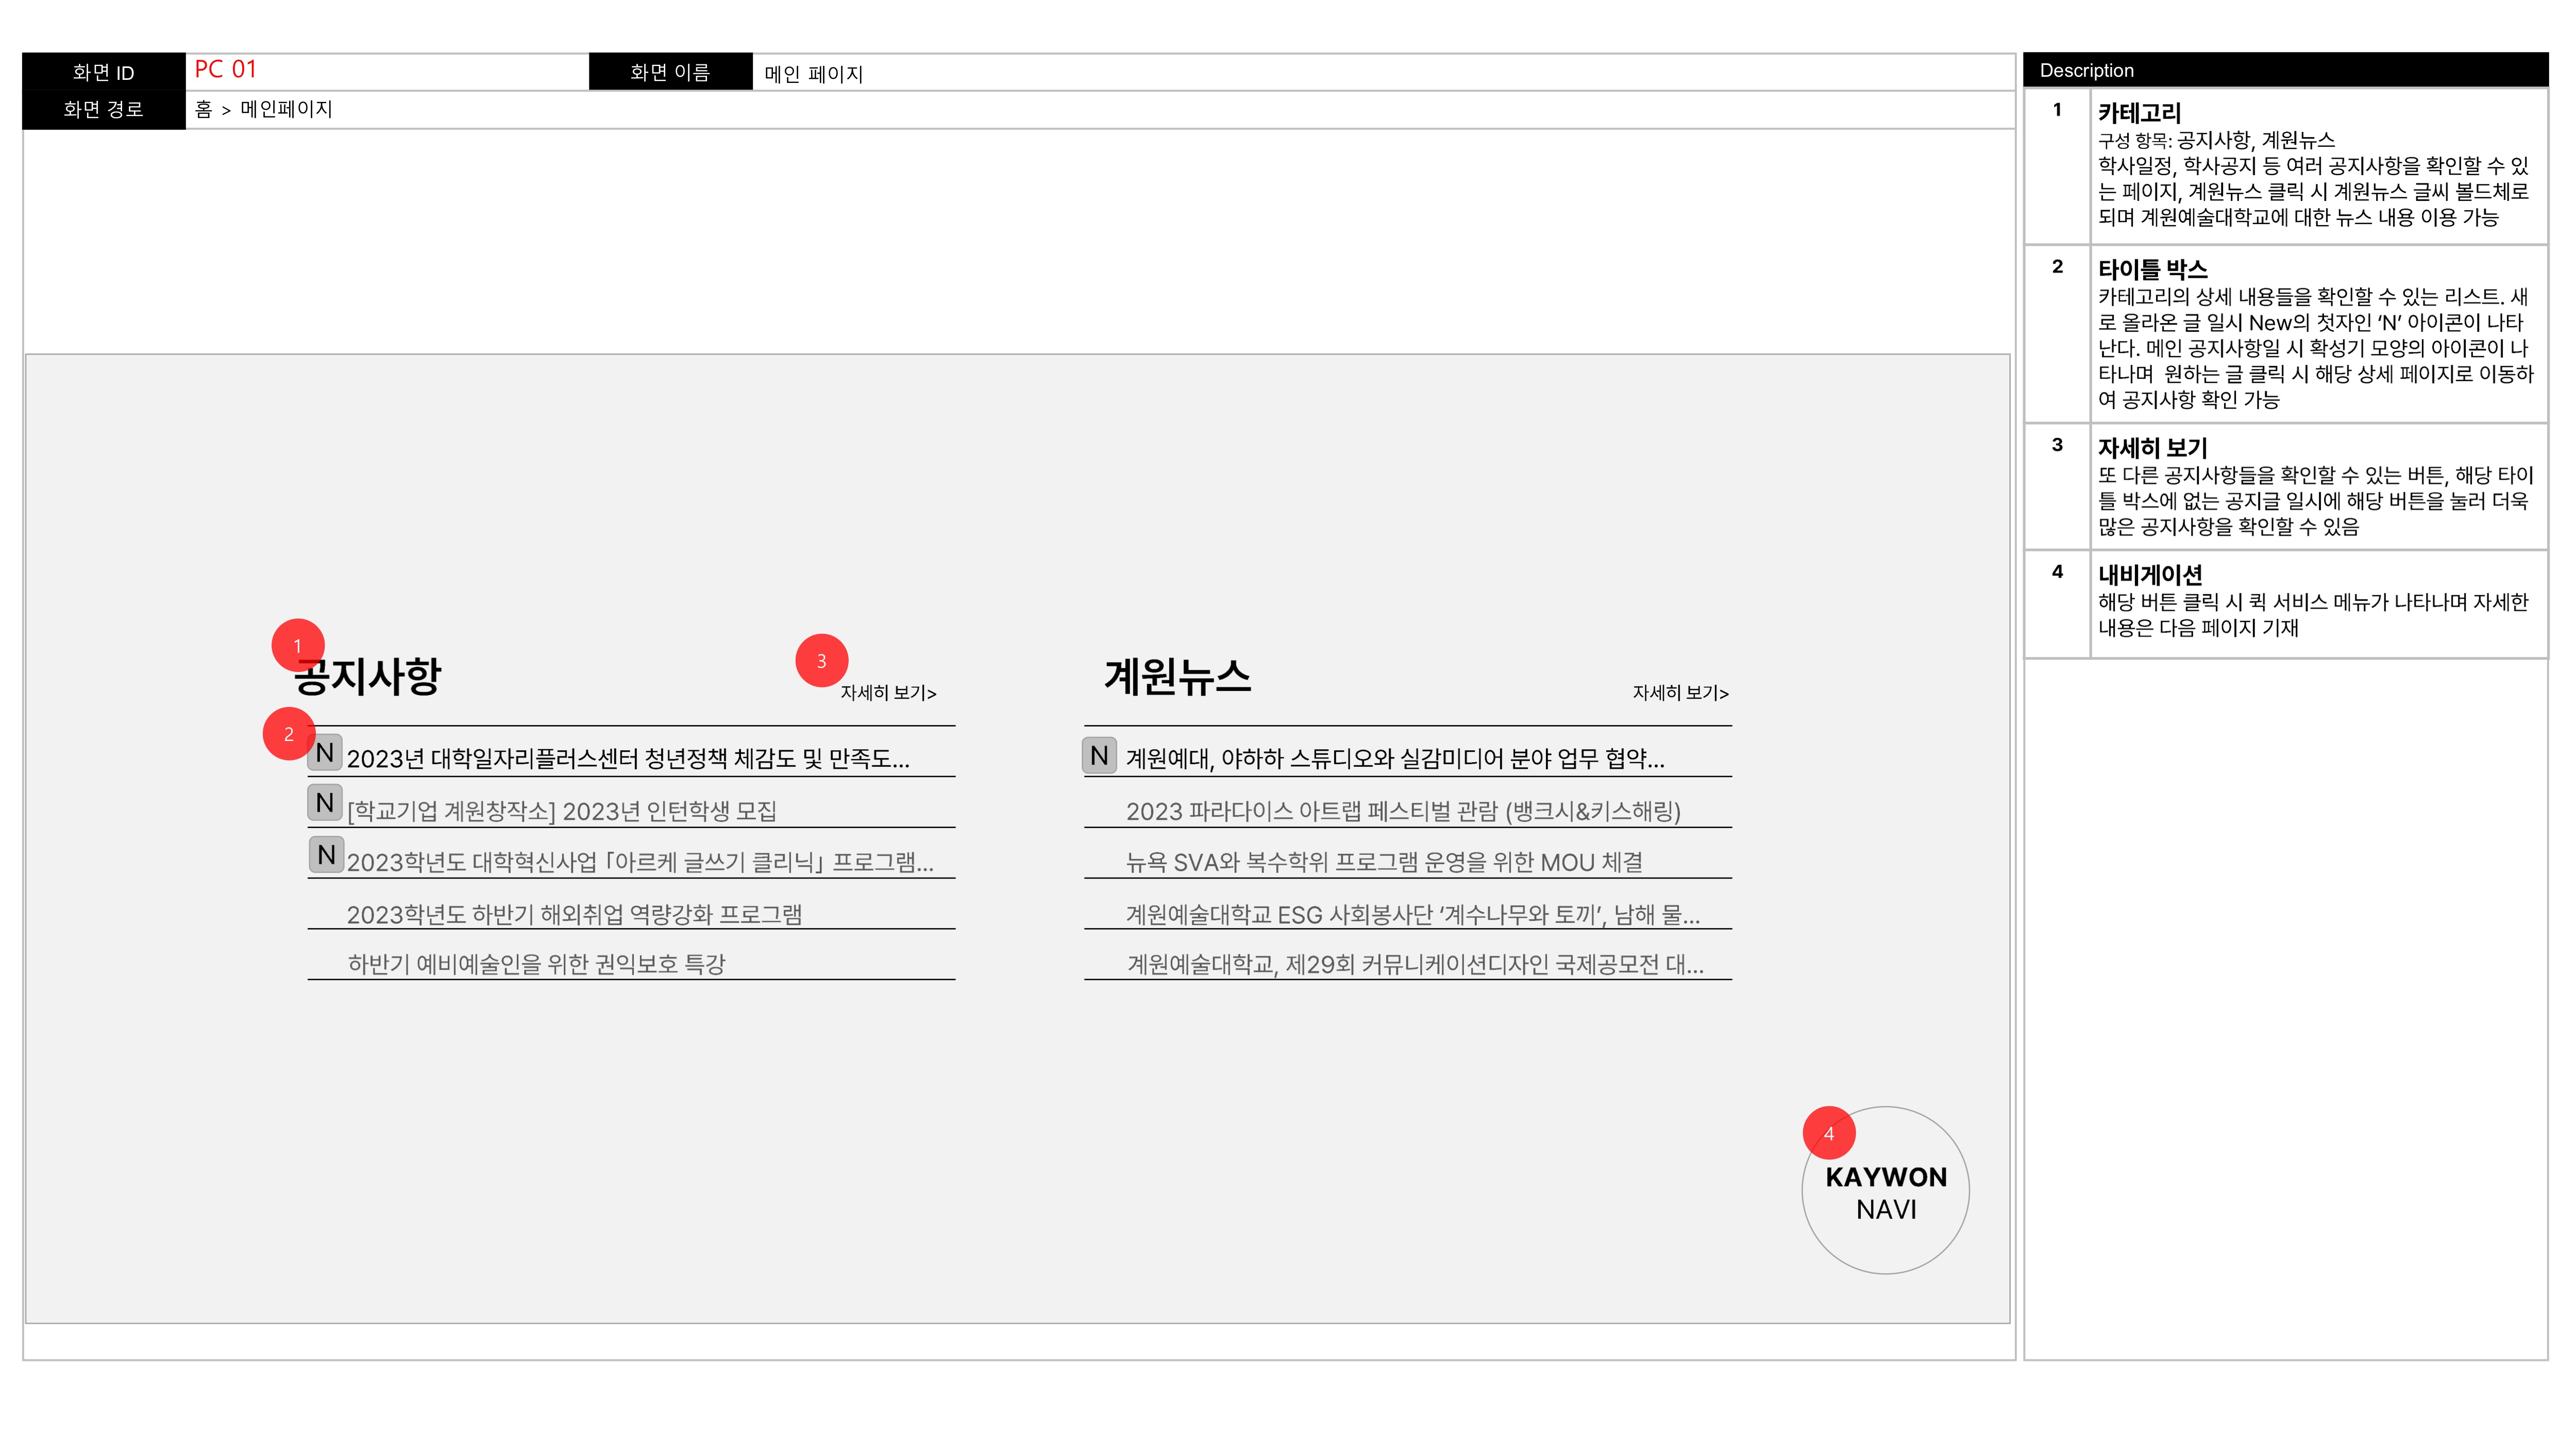 화면 ID
PC 01
화면 이름
메인 페이지
화면 경로
홈 > 메인페이지
1
공지사항
3
자세히 보기>
2
N
2023년 대학일자리플러스센터 청년정책 체감도 및 만족도...
N
[학교기업 계원창작소] 2023년 인턴학생 모집
N
2023학년도 대학혁신사업 「아르케 글쓰기 클리닉」 프로그램...
2023학년도 하반기 해외취업 역량강화 프로그램
하반기 예비예술인을 위한 권익보호 특강
계원뉴스
자세히 보기>
N
계원예대, 야하하 스튜디오와 실감미디어 분야 업무 협약...
2023 파라다이스 아트랩 페스티벌 관람 (뱅크시&키스해링)
뉴욕 SVA와 복수학위 프로그램 운영을 위한 MOU 체결
계원예술대학교 ESG 사회봉사단 ‘계수나무와 토끼’, 남해 물...
계원예술대학교, 제29회 커뮤니케이션디자인 국제공모전 대...
4
KAYWON
NAVI
Description
1
카테고리
구성 항목: 공지사항, 계원뉴스
학사일정, 학사공지 등 여러 공지사항을 확인할 수 있
는 페이지, 계원뉴스 클릭 시 계원뉴스 글씨 볼드체로
되며 계원예술대학교에 대한 뉴스 내용 이용 가능
2
타이틀 박스
카테고리의 상세 내용들을 확인할 수 있는 리스트. 새
로 올라온 글 일시 New의 첫자인 ‘N’ 아이콘이 나타
난다. 메인 공지사항일 시 확성기 모양의 아이콘이 나
타나며  원하는 글 클릭 시 해당 상세 페이지로 이동하
여 공지사항 확인 가능
3
자세히 보기
또 다른 공지사항들을 확인할 수 있는 버튼, 해당 타이
틀 박스에 없는 공지글 일시에 해당 버튼을 눌러 더욱
많은 공지사항을 확인할 수 있음
4
내비게이션
해당 버튼 클릭 시 퀵 서비스 메뉴가 나타나며 자세한
내용은 다음 페이지 기재